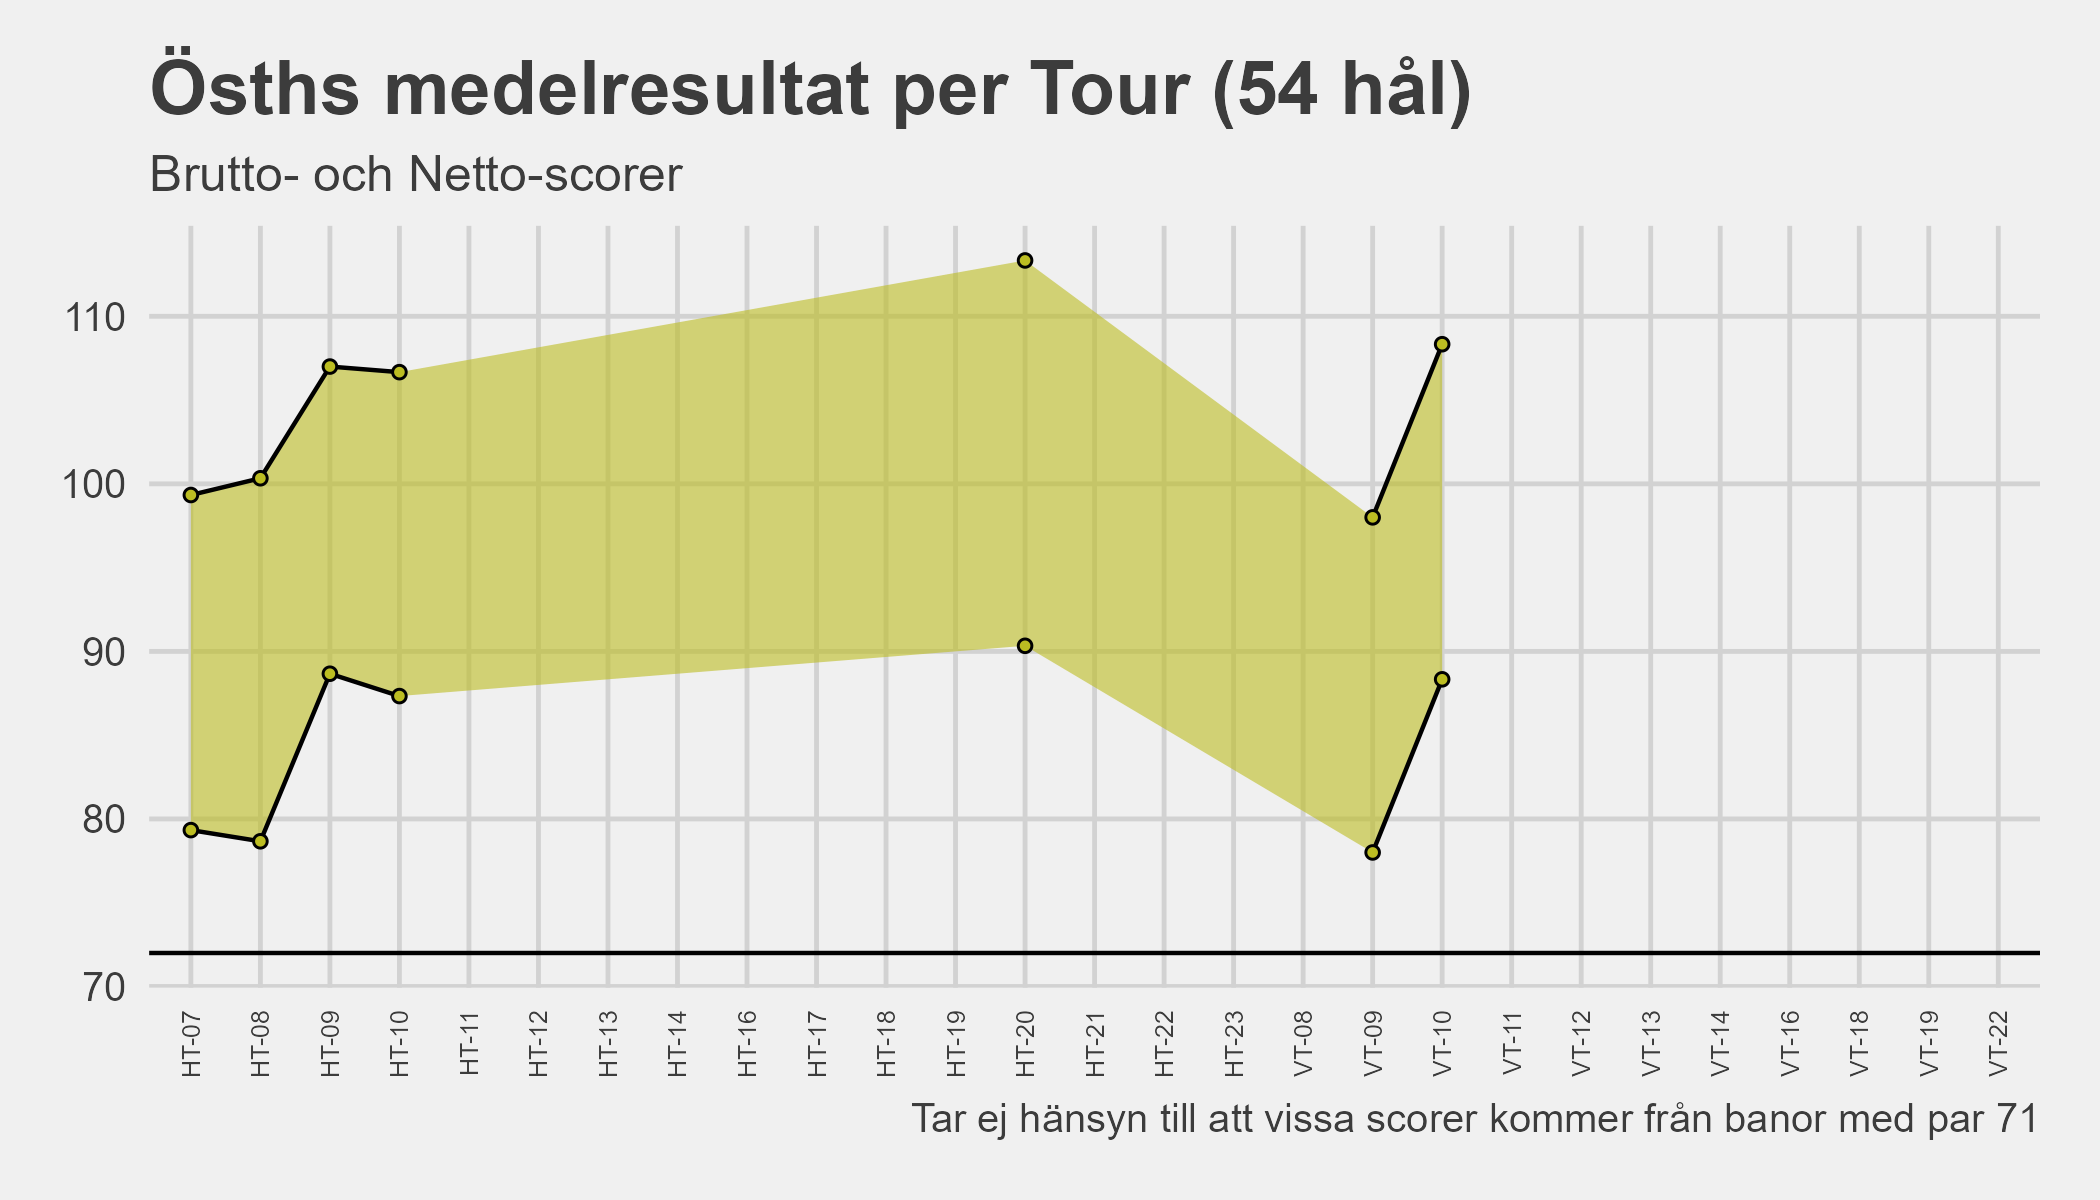 Ösths medelresultat per Tour (54 hål)
Brutto- och Netto-scorer
110
100
90
80
70
HT-07
HT-08
HT-09
HT-10
HT-11
HT-12
HT-13
HT-14
HT-16
HT-17
HT-18
HT-19
HT-20
HT-21
HT-22
HT-23
VT-08
VT-09
VT-10
VT-11
VT-12
VT-13
VT-14
VT-16
VT-18
VT-19
VT-22
Tar ej hänsyn till att vissa scorer kommer från banor med par 71